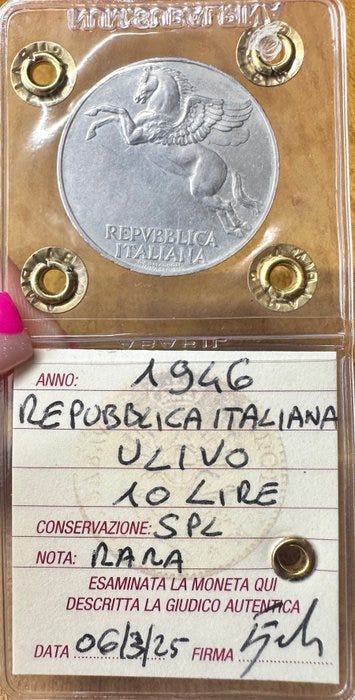 REPVBBLICA
ITALIANA
ANNO: 1946
REPUBBLICA ITALIANA
ULIVO
10 LIRE
CONSERVAZIONE: SPL
NOTA: RARA
ESAMINATA LA MONETA QUI
DESCRITTA LA GIUDICO AUTENTICA
DATA 06/3/25 FIRMA